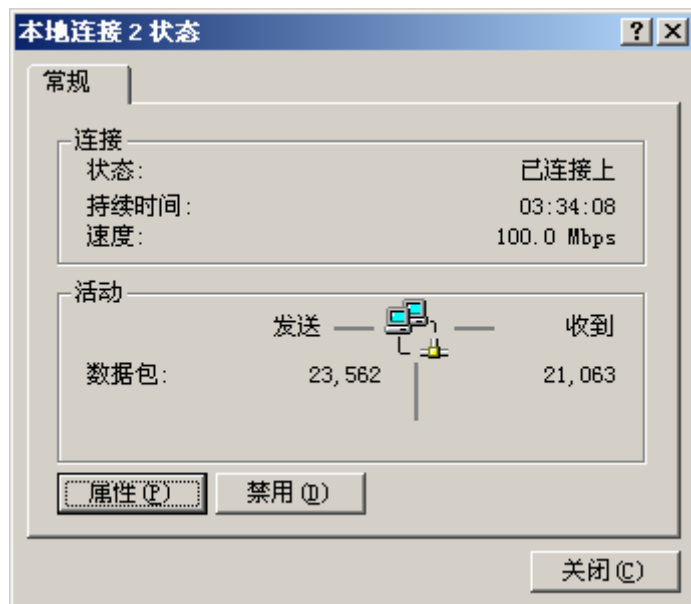 本地连接 2 状态
常规
连接
状态: 已连接上
持续时间: 03:34:08
速度: 100.0 Mbps
活动
发送 收到
数据包: 23,562 21,063
属性(P) 禁用(D)
关闭(C)